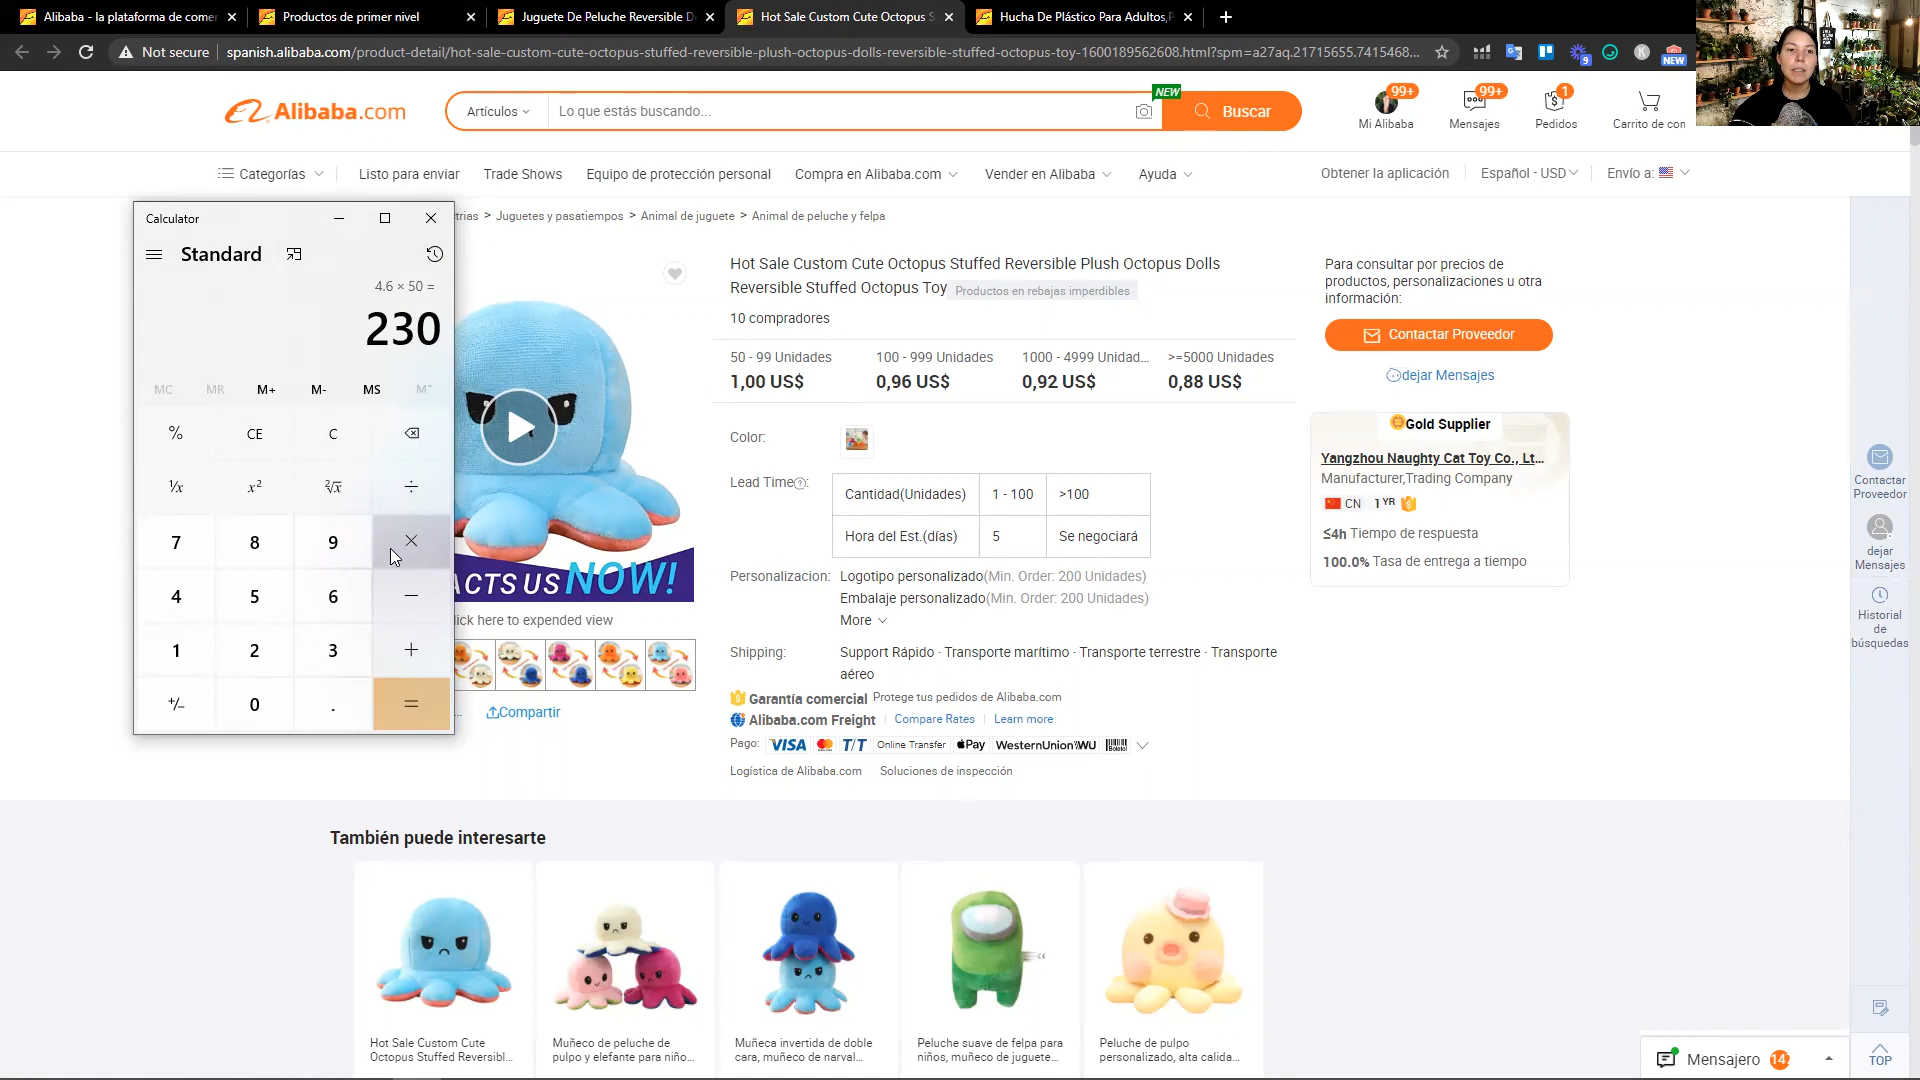 Alibaba - la plataforma de comer
Productos de primer nivel
Juguete De Peluche Reversible D
Hot Sale Custom Cute Octopus S
Hucha De Plástico Para Adultos,P
Not secure
spanish.alibaba.com/product-detail/hot-sale-custom-cute-octopus-stuffed-reversible-plush-octopus-dolls-reversible-stuffed-octopus-toy-1600189562608.html?spm=a27aq.21715655.7415468...
9
K
NEW
Alibaba.com
Artículos
Lo que estás buscando...
NEW
Buscar
99+
Mi Alibaba
99+
Mensajes
1
Pedidos
Carrito de con
Categorías
Listo para enviar
Trade Shows
Equipo de protección personal
Compra en Alibaba.com
Vender en Alibaba
Ayuda
Obtener la aplicación
Español - USD
Envío a:
Calculator
Standard
4.6 × 50 =
230
MC MR M+ M- MS
% CE C
¹/x x² ²√x ÷
7 8 9 ×
4 5 6 −
1 2 3 +
+/− 0 . =
strias > Juguetes y pasatiempos > Animal de juguete > Animal de peluche y felpa
Hot Sale Custom Cute Octopus Stuffed Reversible Plush Octopus Dolls
Reversible Stuffed Octopus Toy Productos en rebajas imperdibles
10 compradores
50 - 99 Unidades 100 - 999 Unidades 1000 - 4999 Unidad... >=5000 Unidades
1,00 US$ 0,96 US$ 0,92 US$ 0,88 US$
Color:
Lead Time ?:
Cantidad(Unidades) 1 - 100 >100
Hora del Est.(días) 5 Se negociará
Personalizacion: Logotipo personalizado(Min. Order: 200 Unidades)
Embalaje personalizado(Min. Order: 200 Unidades)
More
Shipping: Support Rápido · Transporte marítimo · Transporte terrestre · Transporte
aéreo
Garantía comercial Protege tus pedidos de Alibaba.com
Alibaba.com Freight Compare Rates Learn more
Pago: VISA T/T Online Transfer Pay WesternUnion WU Boleto
Logística de Alibaba.com Soluciones de inspección
ACTS US NOW!
lick here to expended view
... Compartir
Para consultar por precios de
productos, personalizaciones u otra
información:
Contactar Proveedor
dejar Mensajes
Gold Supplier
Yangzhou Naughty Cat Toy Co., Lt...
Manufacturer,Trading Company
CN 1 YR
≤4h Tiempo de respuesta
100.0% Tasa de entrega a tiempo
Contactar
Proveedor
dejar
Mensajes
Historial
de
búsquedas
También puede interesarte
Hot Sale Custom Cute
Octopus Stuffed Reversibl...
Muñeco de peluche de
pulpo y elefante para niño...
Muñeca invertida de doble
cara, muñeco de narval...
Peluche suave de felpa para
niños, muñeco de juguete...
Peluche de pulpo
personalizado, alta calida...
Mensajero 14
TOP